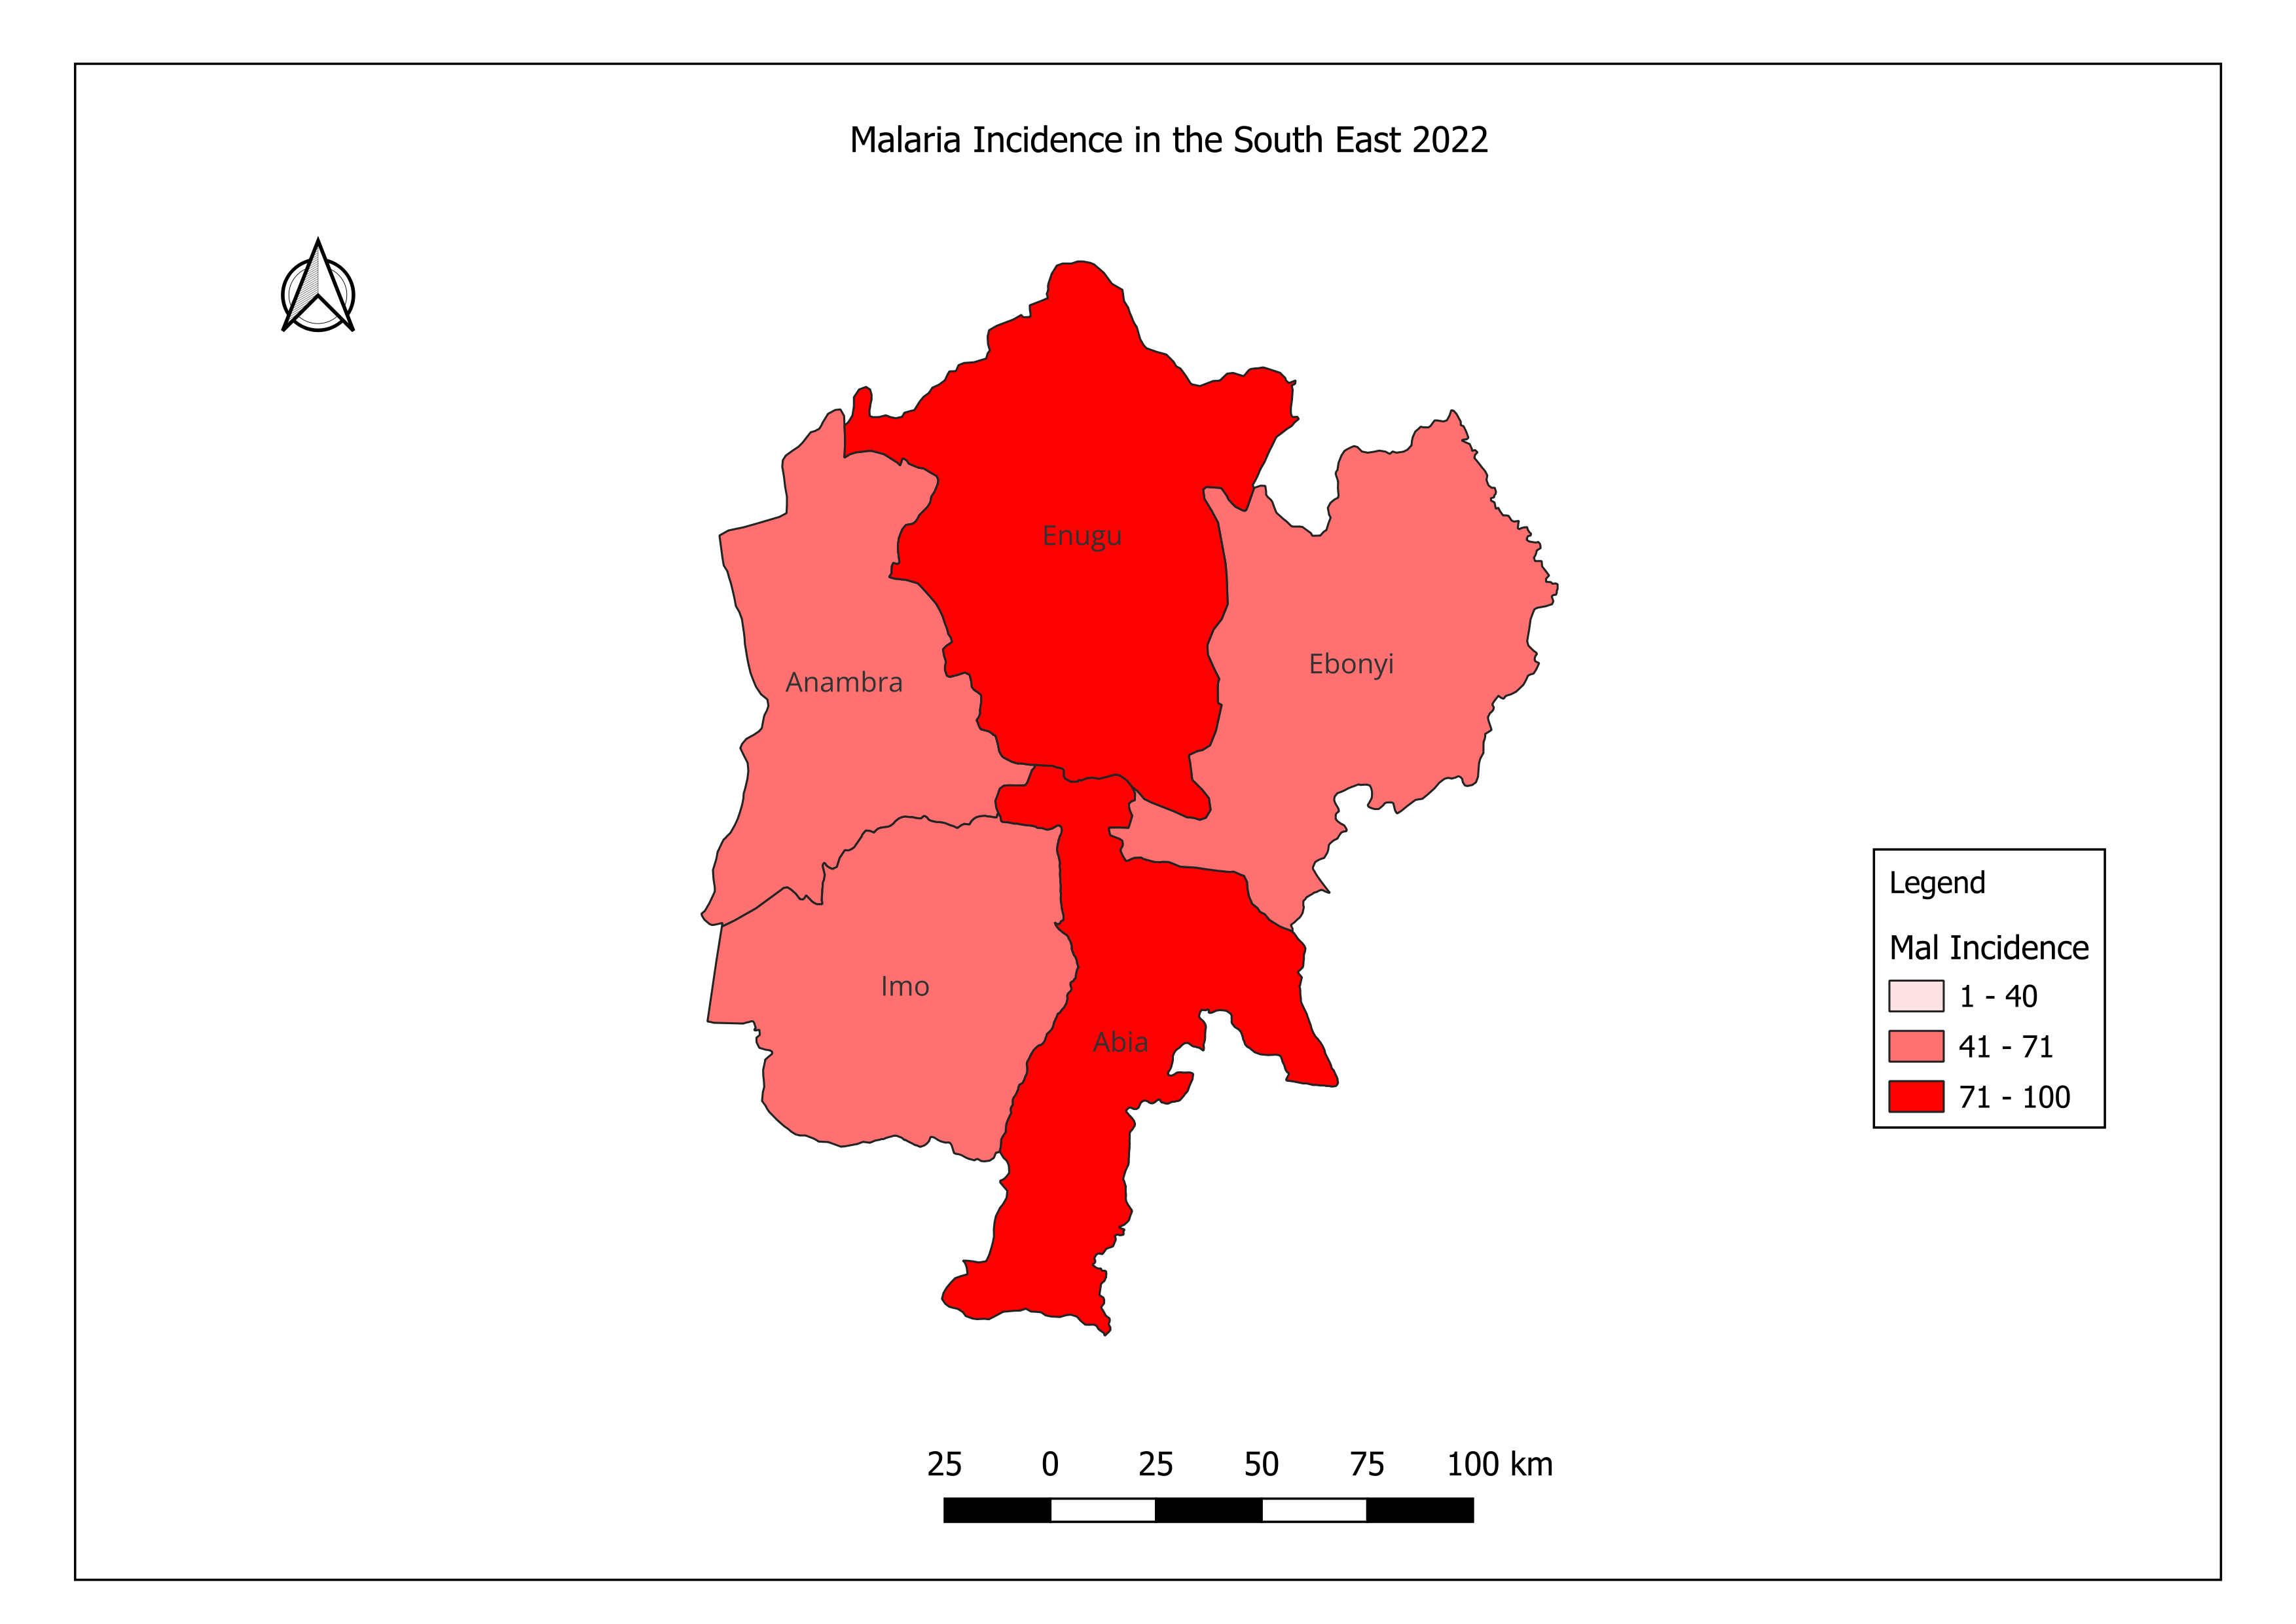 Malaria Incidence in the South East 2022
Enugu
Ebonyi
Anambra
Imo
Abia
Legend
Mal Incidence
1 - 40
41 - 71
71 - 100
25 0 25 50 75 100 km